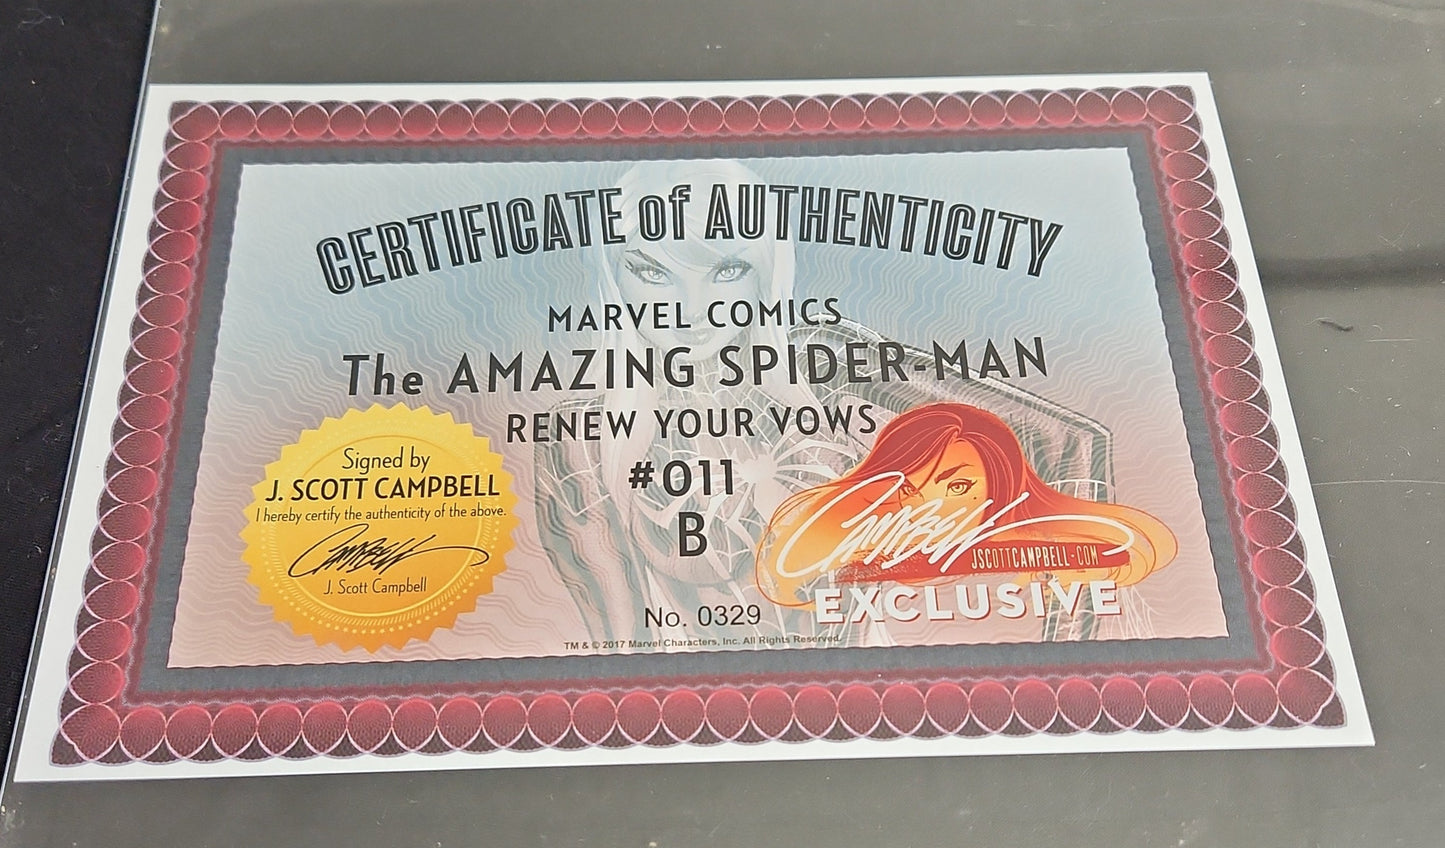 CERTIFICATE of AUTHENTICITY
MARVEL COMICS
The AMAZING SPIDER-MAN
RENEW YOUR VOWS
#011
B
No. 0329
TM & © 2017 Marvel Characters, Inc. All Rights Reserved.
Signed by
J. SCOTT CAMPBELL
I hereby certify the authenticity of the above.
CAMPBELL
J. Scott Campbell
CAMPBELL
JSCOTTCAMPBELL.COM
EXCLUSIVE